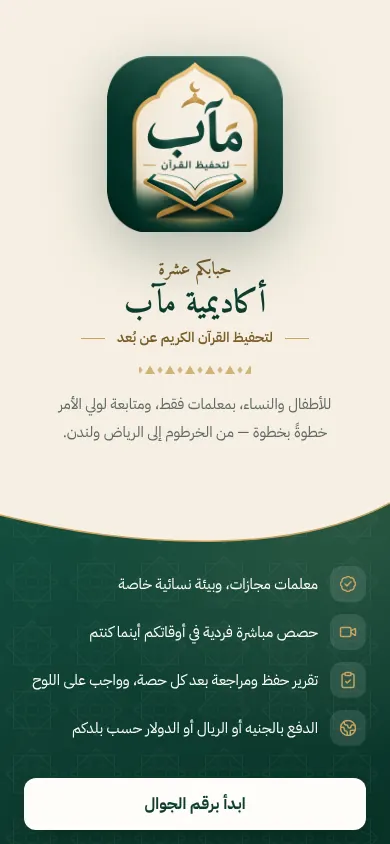 مَآب
لتحفيظ القرآن
حبابكم عشرة
أكاديمية مآب
لتحفيظ القرآن الكريم عن بُعد
للأطفال والنساء، بمعلمات فقط، ومتابعة لولي الأمر
خطوةً بخطوة — من الخرطوم إلى الرياض ولندن.
معلمات مجازات، وبيئة نسائية خاصة
حصص مباشرة فردية في أوقاتكم أينما كنتم
تقرير حفظ ومراجعة بعد كل حصة، وواجب على اللوح
الدفع بالجنيه أو الريال أو الدولار حسب بلدكم
ابدأ برقم الجوال